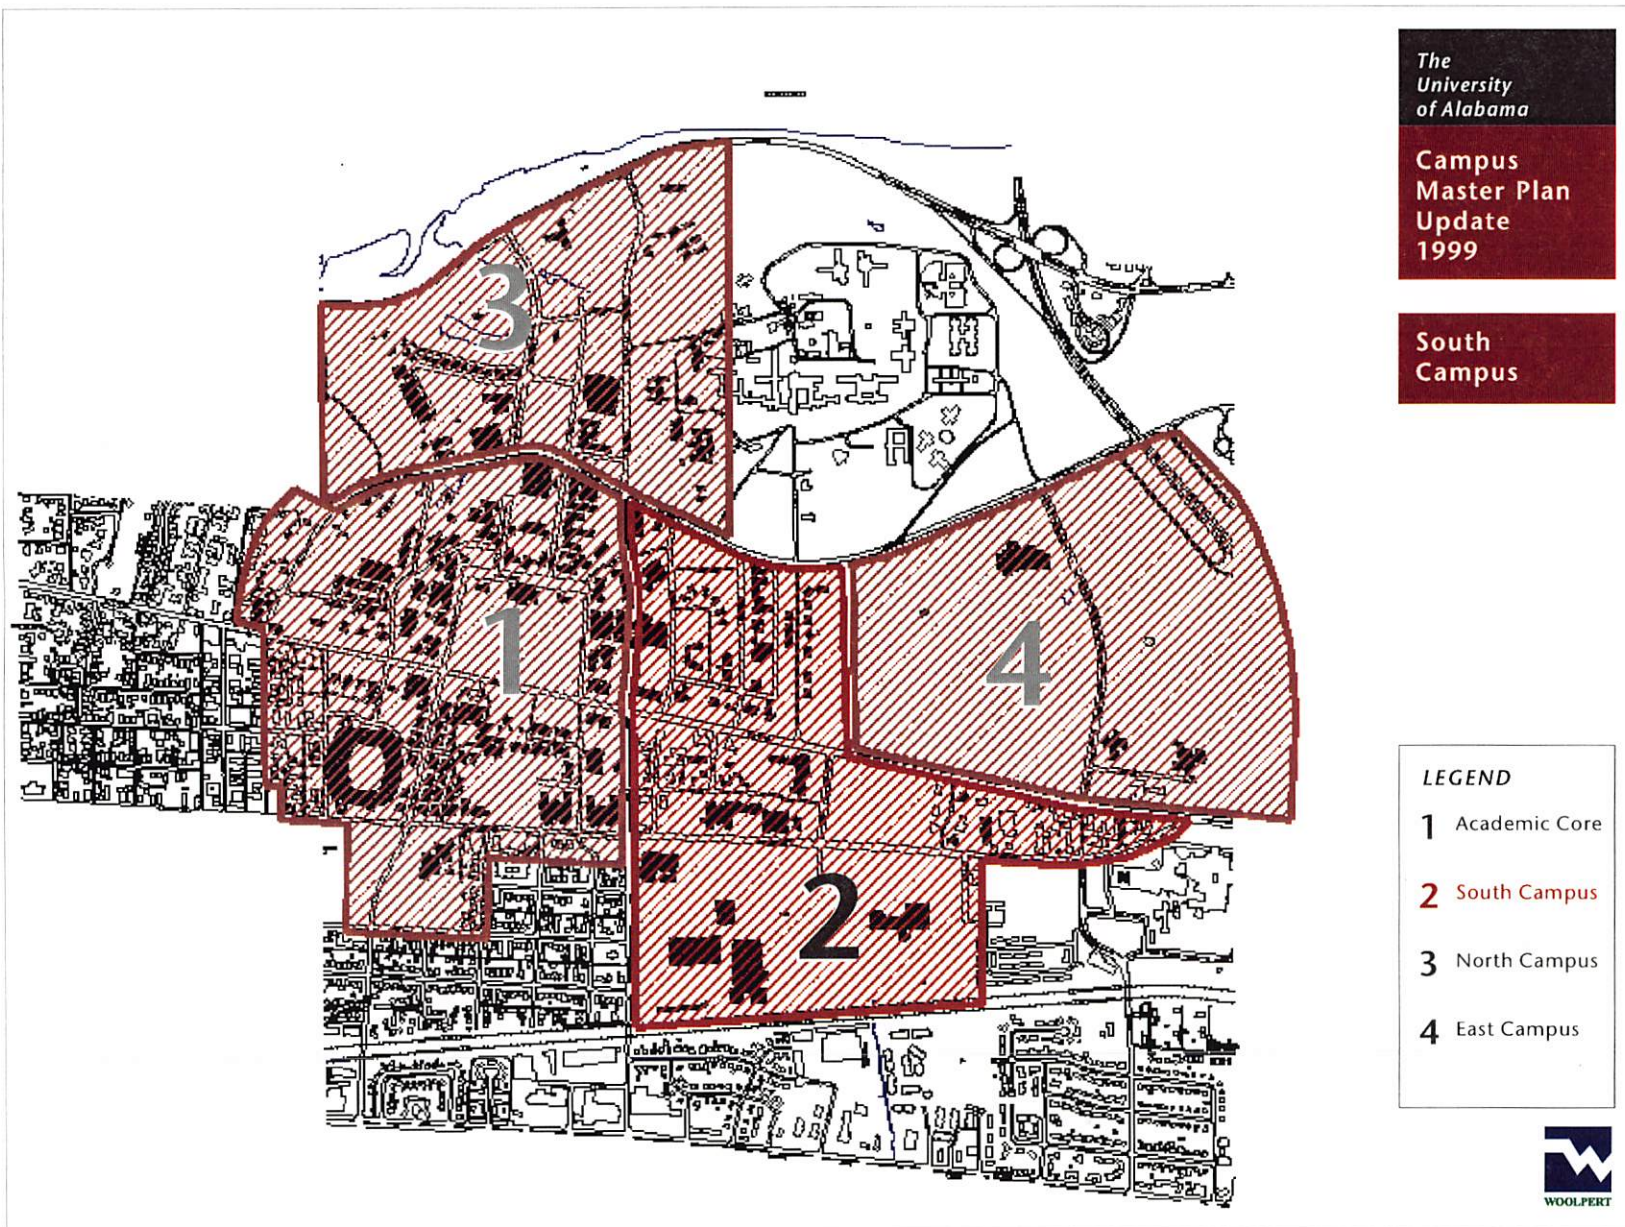 The
University
of Alabama
Campus
Master Plan
Update
1999
South
Campus
3
1
4
2
LEGEND
1 Academic Core
2 South Campus
3 North Campus
4 East Campus
WOOLPERT